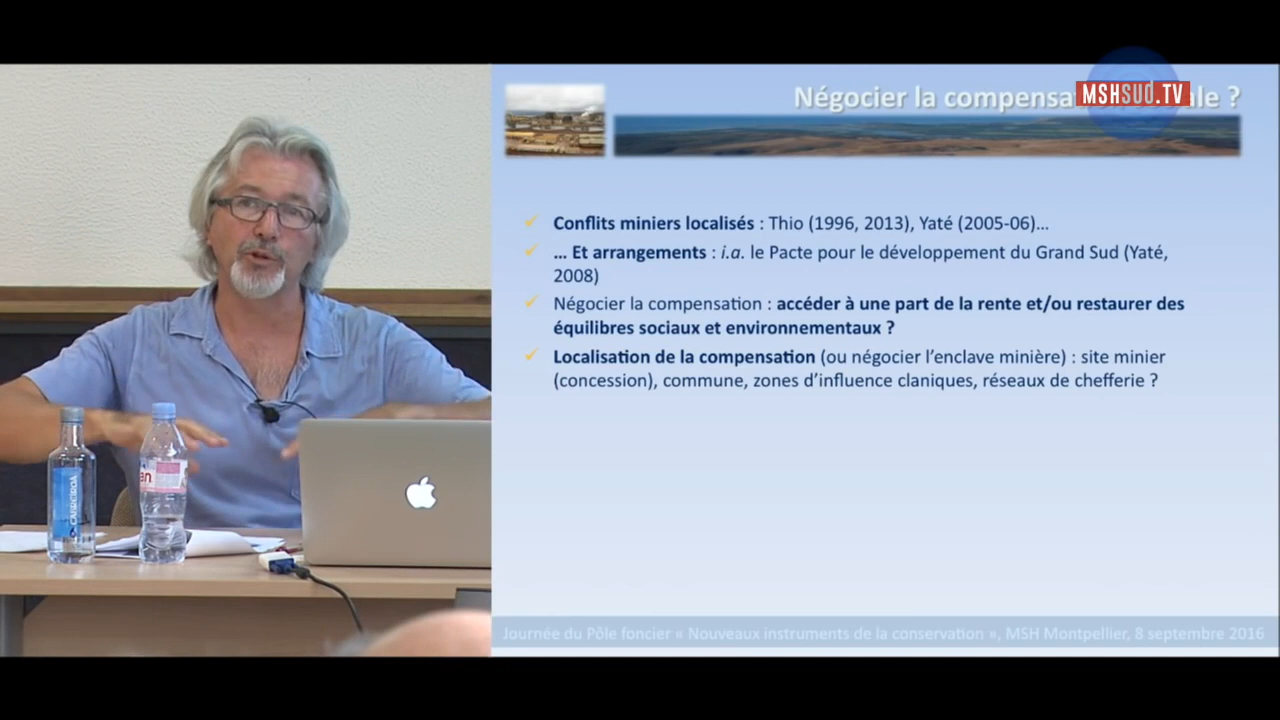 MSHSUD.TV
Négocier la compensa ale ?
Conflits miniers localisés : Thio (1996, 2013), Yaté (2005-06)…
… Et arrangements : i.a. le Pacte pour le développement du Grand Sud (Yaté,
2008)
Négocier la compensation : accéder à une part de la rente et/ou restaurer des
équilibres sociaux et environnementaux ?
Localisation de la compensation (ou négocier l’enclave minière) : site minier
(concession), commune, zones d’influence claniques, réseaux de chefferie ?
CABREIROÁ
an
Journée du Pôle foncier « Nouveaux instruments de la conservation », MSH Montpellier, 8 septembre 2016